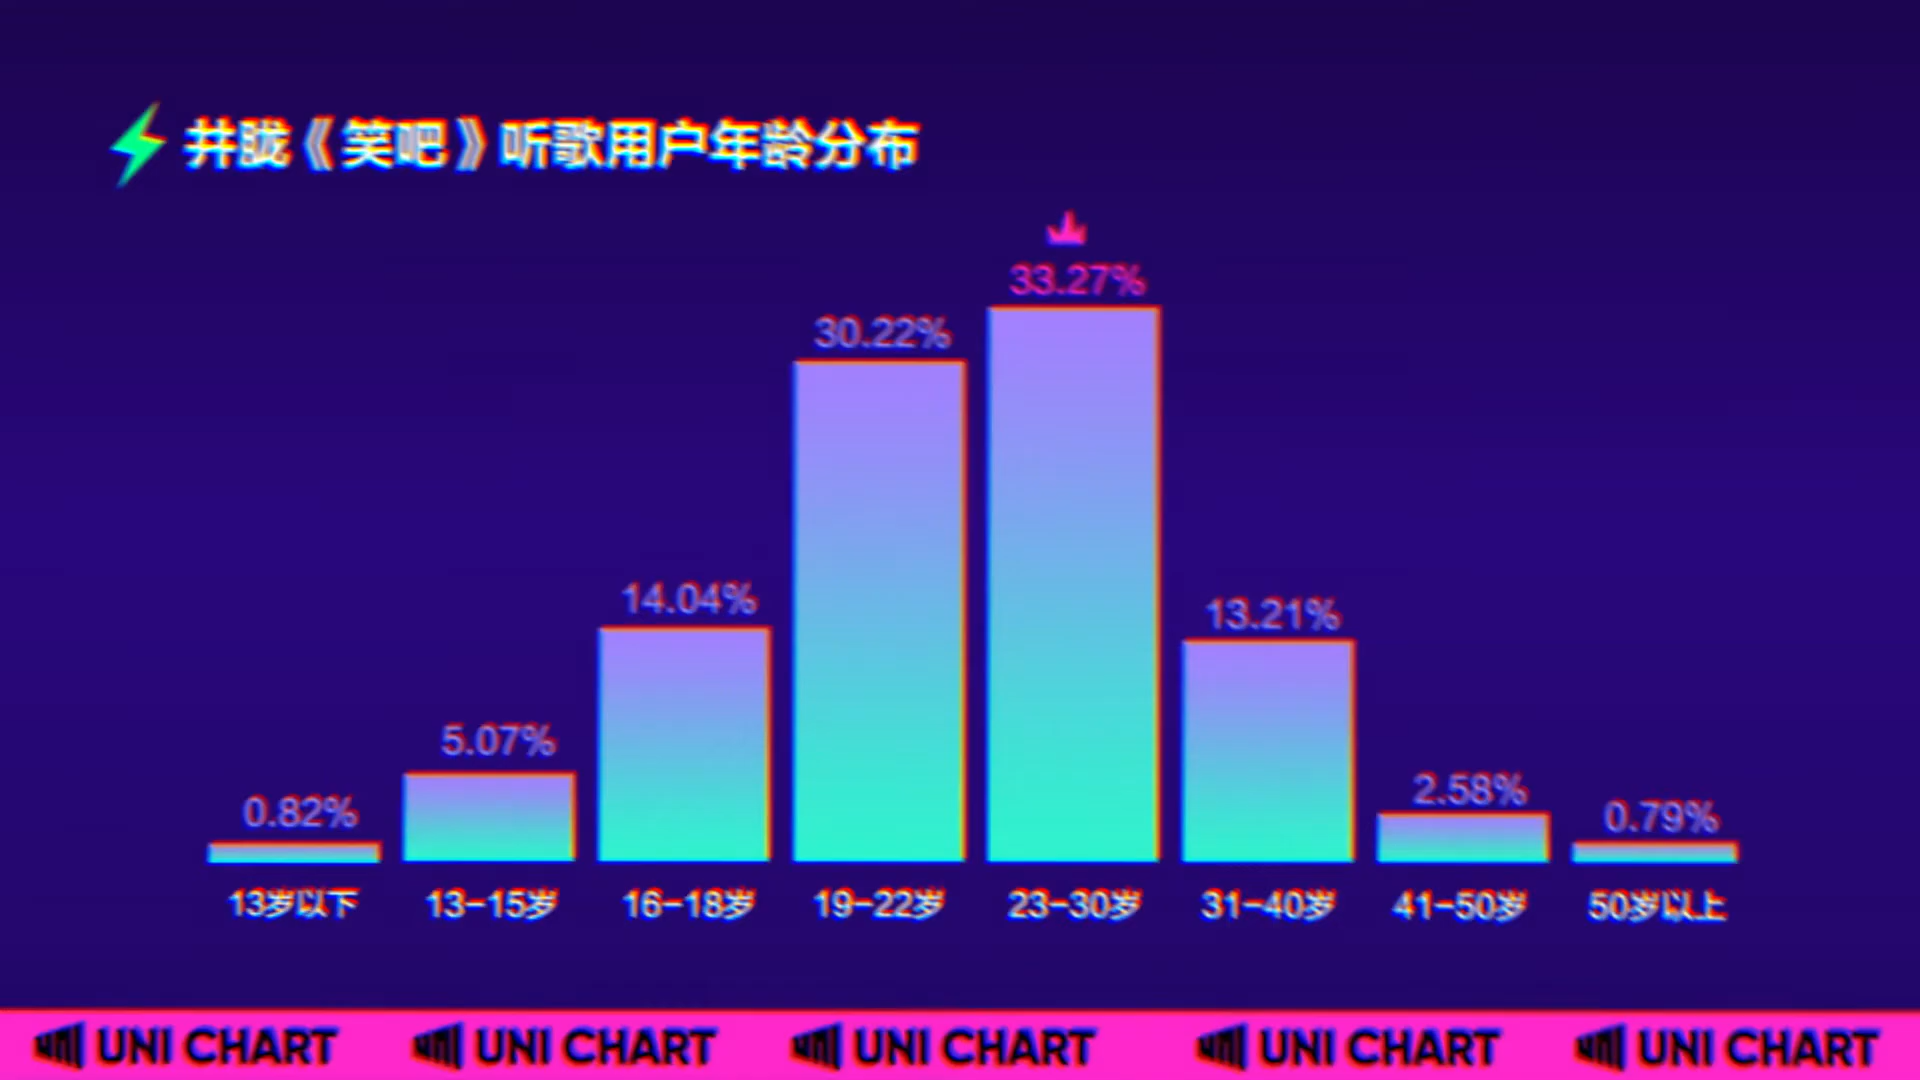 井胧《笑吧》听歌用户年龄分布
33.27%
30.22%
14.04%
13.21%
5.07%
2.58%
0.82%
0.79%
13岁以下 13-15岁 16-18岁 19-22岁 23-30岁 31-40岁 41-50岁 50岁以上
UNI CHART UNI CHART UNI CHART UNI CHART UNI CHART